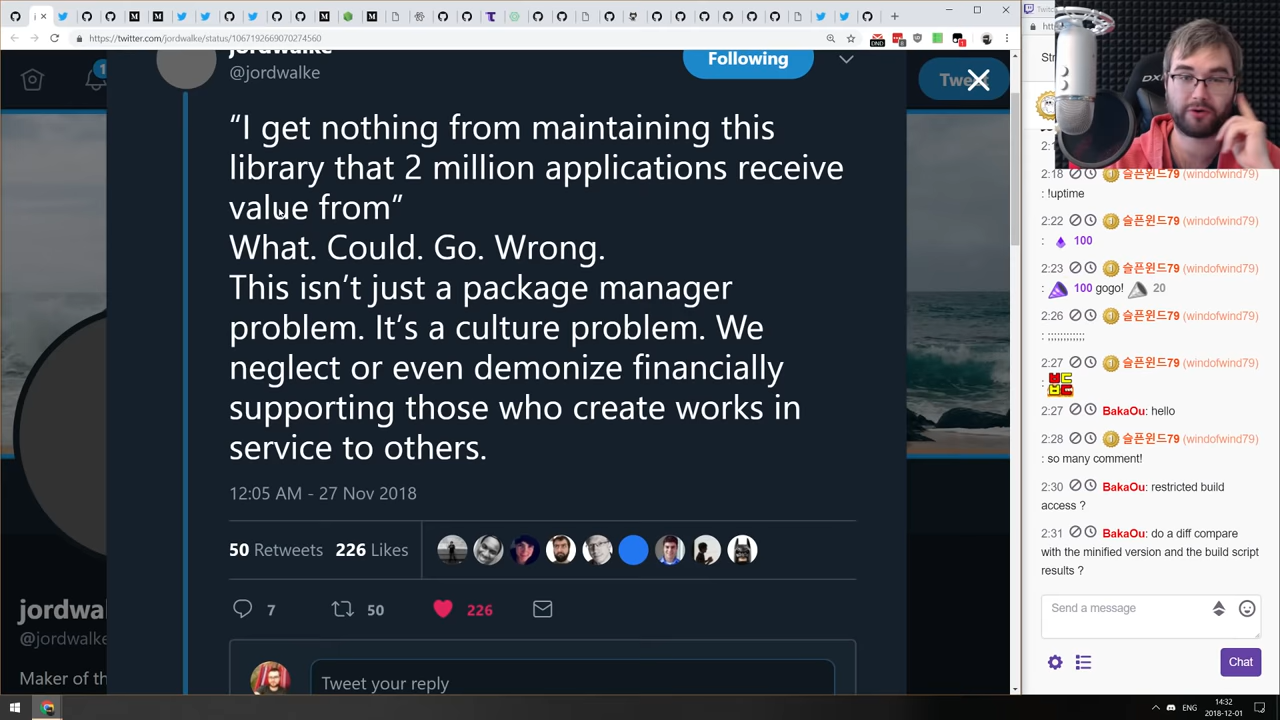 https://twitter.com/jordwalke/status/1067192669070274560
jordwalke
@jordwalke
Following
Tweet
1
“I get nothing from maintaining this
library that 2 million applications receive
value from”
What. Could. Go. Wrong.
This isn’t just a package manager
problem. It’s a culture problem. We
neglect or even demonize financially
supporting those who create works in
service to others.
12:05 AM - 27 Nov 2018
50 Retweets 226 Likes
7
50
226
Tweet your reply
jordwa
@jordwalke
Maker of th
DXR
2:18 슬픈윈드79 (windofwind79)
: !uptime
2:22 슬픈윈드79 (windofwind79)
: 100
2:23 슬픈윈드79 (windofwind79)
: 100 gogo! 20
2:26 슬픈윈드79 (windofwind79)
: ;;;;;;;;;;;;
2:27 슬픈윈드79 (windofwind79)
:
2:27 BakaOu: hello
2:28 슬픈윈드79 (windofwind79)
: so many comment!
2:30 BakaOu: restricted build
access ?
2:31 BakaOu: do a diff compare
with the minified version and the build script
results ?
Send a message
Chat
ENG
14:32
2018-12-01